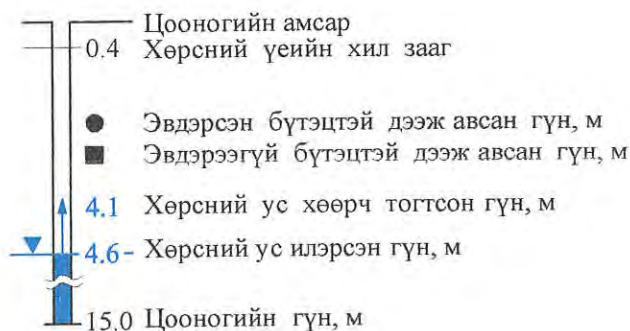 Цооногийн амсар
0.4 Хөрсний үеийн хил зааг
Эвдэрсэн бүтэцтэй дээж авсан гүн, м
Эвдэрээгүй бүтэцтэй дээж авсан гүн, м
4.1 Хөрсний ус хөөрч тогтсон гүн, м
4.6 Хөрсний ус илэрсэн гүн, м
15.0 Цооногийн гүн, м